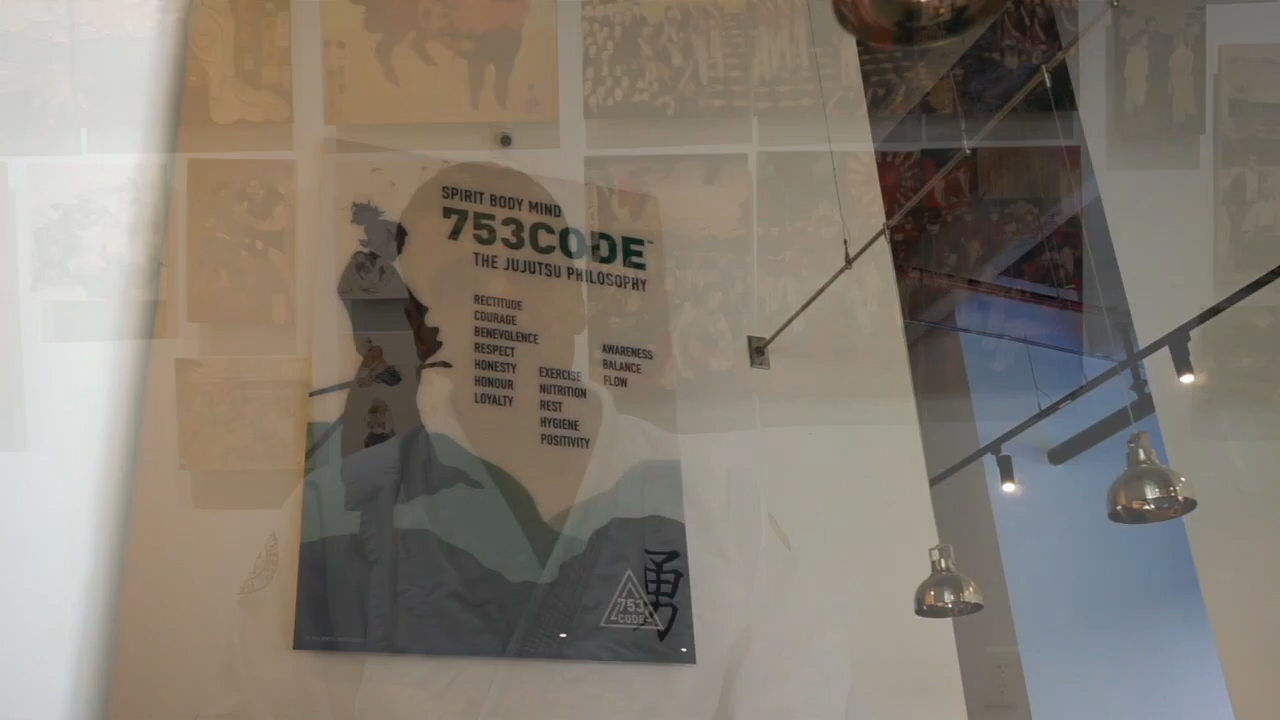 SPIRIT BODY MIND
753CODE™
THE JUJUTSU PHILOSOPHY
RECTITUDE
COURAGE
BENEVOLENCE
RESPECT
HONESTY
HONOUR
LOYALTY
EXERCISE
NUTRITION
REST
HYGIENE
POSITIVITY
AWARENESS
BALANCE
FLOW
753
CODE
勇